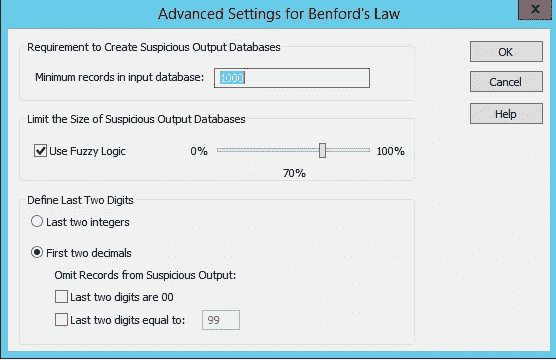 Advanced Settings for Benford's Law
X
Requirement to Create Suspicious Output Databases
Minimum records in input database: 1000
OK
Cancel
Help
Limit the Size of Suspicious Output Databases
Use Fuzzy Logic 0% 100%
70%
Define Last Two Digits
Last two integers
First two decimals
Omit Records from Suspicious Output:
Last two digits are 00
Last two digits equal to: 99